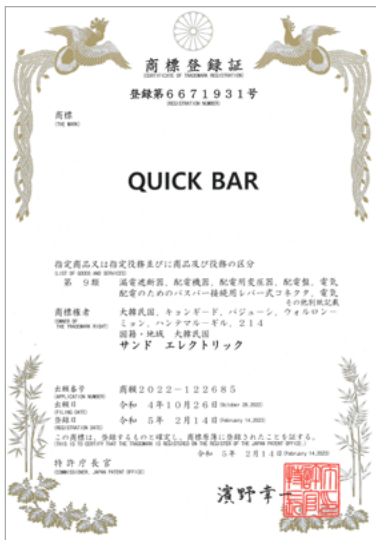 商標登録証
(CERTIFICATE OF TRADEMARK REGISTRATION)
登録第6671931号
(REGISTRATION NUMBER)
商標
(THE MARK)
QUICK BAR
指定商品又は指定役務並びに商品及び役務の区分
(LIST OF GOODS AND SERVICES)
第 9類 漏電遮断器、配電機器、配電用変圧器、配電盤、電気
配電のためのバスバー接続用レバー式コネクタ、電気
その他別紙記載
商標権者
(OWNER OF THE TRADEMARK RIGHT)
大韓民国、キョンギード、パジューシ、ウォルロンーミョン、ハンテマルーギル、214
国籍・地域 大韓民国
サンド エレクトリック
出願番号 商願2022-122685
(APPLICATION NUMBER)
出願日 令和 4年10月26日(October 26,2022)
(FILING DATE)
登録日 令和 5年 2月14日(February 14,2023)
(REGISTRATION DATE)
この商標は、登録するものと確定し、商標原簿に登録されたことを証する。
(THIS IS TO CERTIFY THAT THE TRADEMARK IS REGISTERED ON THE REGISTER OF THE JAPAN PATENT OFFICE.)
令和 5年 2月14日(February 14,2023)
特許庁長官
(COMMISSIONER, JAPAN PATENT OFFICE)
濱野幸一